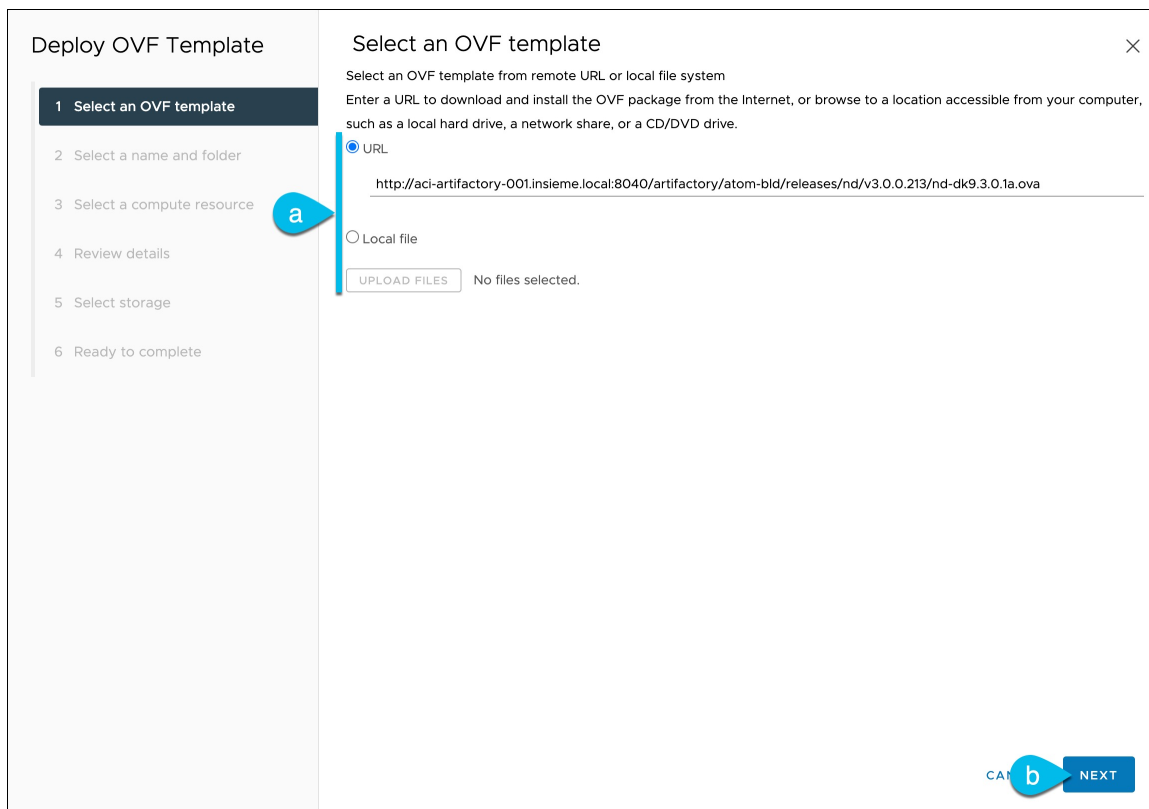 Deploy OVF Template
1 Select an OVF template
2 Select a name and folder
3 Select a compute resource
4 Review details
5 Select storage
6 Ready to complete
Select an OVF template
Select an OVF template from remote URL or local file system
Enter a URL to download and install the OVF package from the Internet, or browse to a location accessible from your computer,
such as a local hard drive, a network share, or a CD/DVD drive.
a
URL
http://aci-artifactory-001.insieme.local:8040/artifactory/atom-bld/releases/nd/v3.0.0.213/nd-dk9.3.0.1a.ova
Local file
UPLOAD FILES No files selected.
b NEXT